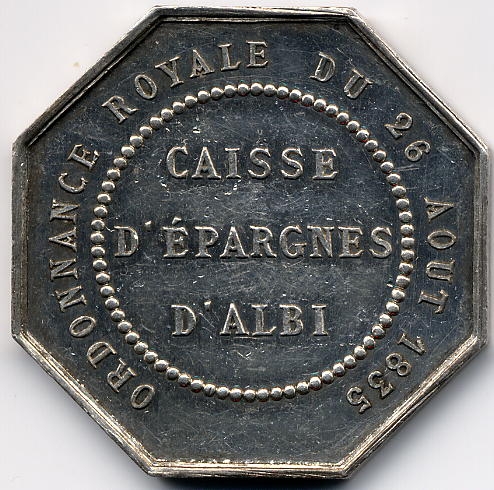 ORDONNANCE ROYALE DU 26 AOUT 1835
CAISSE
D'ÉPARGNES
D'ALBI